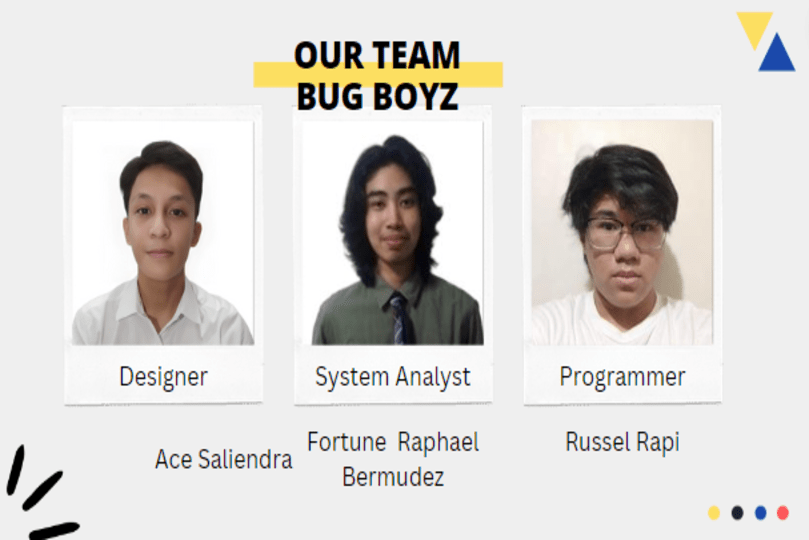 OUR TEAM
BUG BOYZ
Designer
System Analyst
Programmer
Ace Saliendra
Fortune Raphael
Bermudez
Russel Rapi